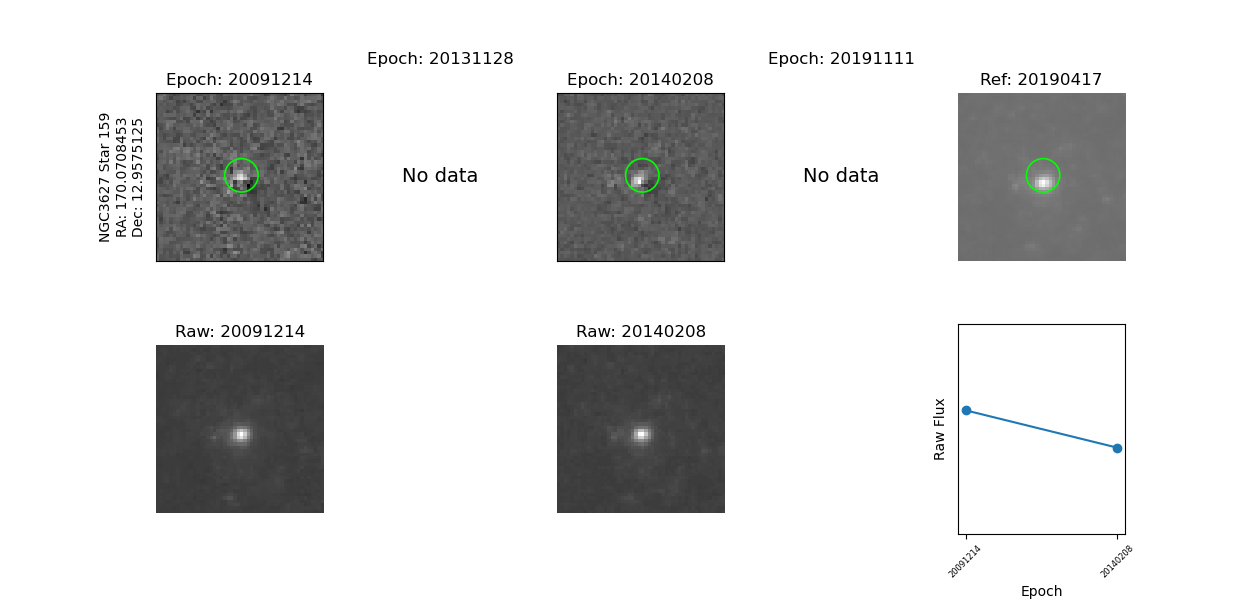 Epoch: 20131128
Epoch: 20191111
Epoch: 20091214
Epoch: 20140208
Ref: 20190417
NGC3627 Star 159
RA: 170.0708453
Dec: 12.9575125
No data
No data
Raw: 20091214
Raw: 20140208
Raw Flux
20091214
20140208
Epoch